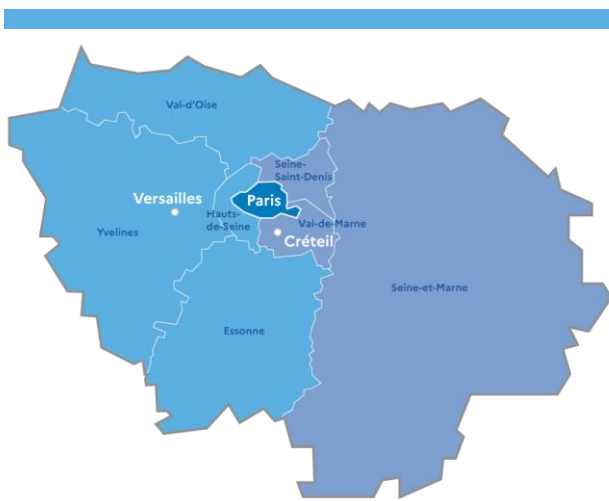 Val-d'Oise
Seine-
Saint-Denis
Versailles
Paris
Hauts-
de-Seine
Val-de-Marne
Yvelines
Créteil
Seine-et-Marne
Essonne